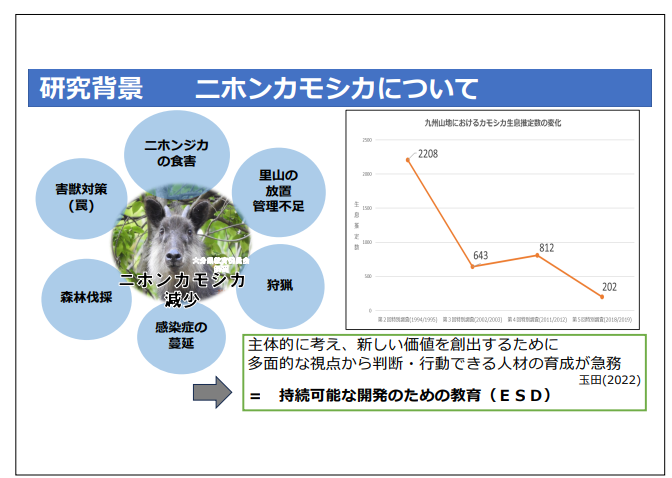 研究背景　ニホンカモシカについて
ニホンジカ
の食害
里山の
放置
管理不足
狩猟
感染症の
蔓延
森林伐採
害獣対策
(罠)
大分県教育委員会
ニホンカモシカ
減少
九州山地におけるカモシカ生息推定数の変化
生息推定数
2500
2000
1500
1000
500
0
2208
643
812
202
第2回特別調査(1994/1995) 第3回特別調査(2002/2003) 第4回特別調査(2011/2012) 第5回特別調査(2018/2019)
主体的に考え、新しい価値を創出するために
多面的な視点から判断・行動できる人材の育成が急務
玉田(2022)
＝　持続可能な開発のための教育（ＥＳＤ）